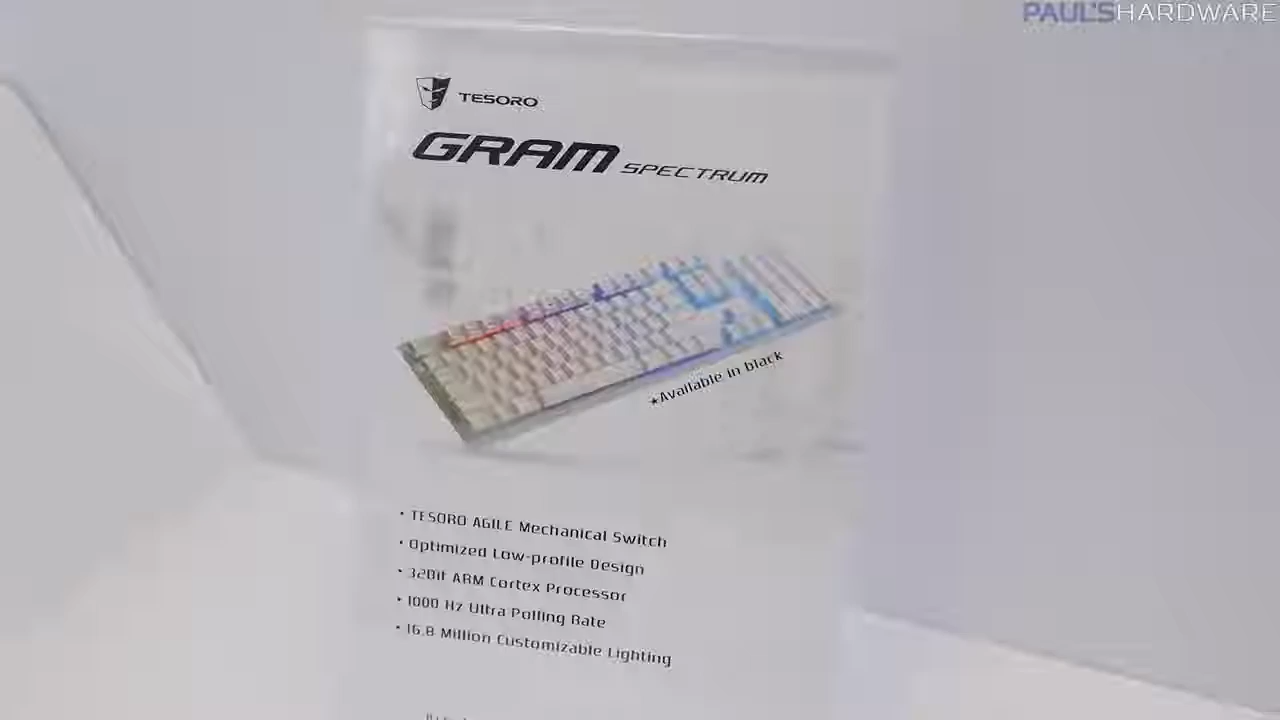 PAUL'SHARDWARE
TESORO
GRAM SPECTRUM
★Available in black
• TESORO AGILE Mechanical Switch
• Optimized Low-profile Design
• 32Bit ARM Cortex Processor
• 1000 Hz Ultra Polling Rate
• 16.8 Million Customizable Lighting